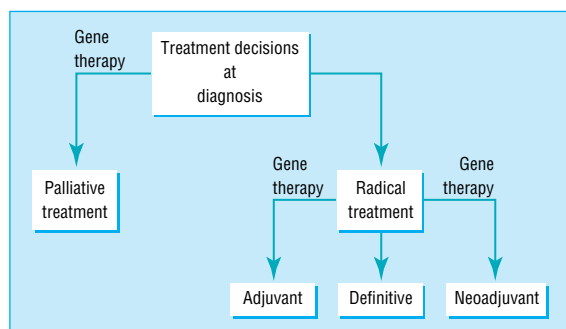 Gene
therapy
Treatment decisions
at
diagnosis
Palliative
treatment
Gene
therapy
Radical
treatment
Gene
therapy
Adjuvant
Definitive
Neoadjuvant